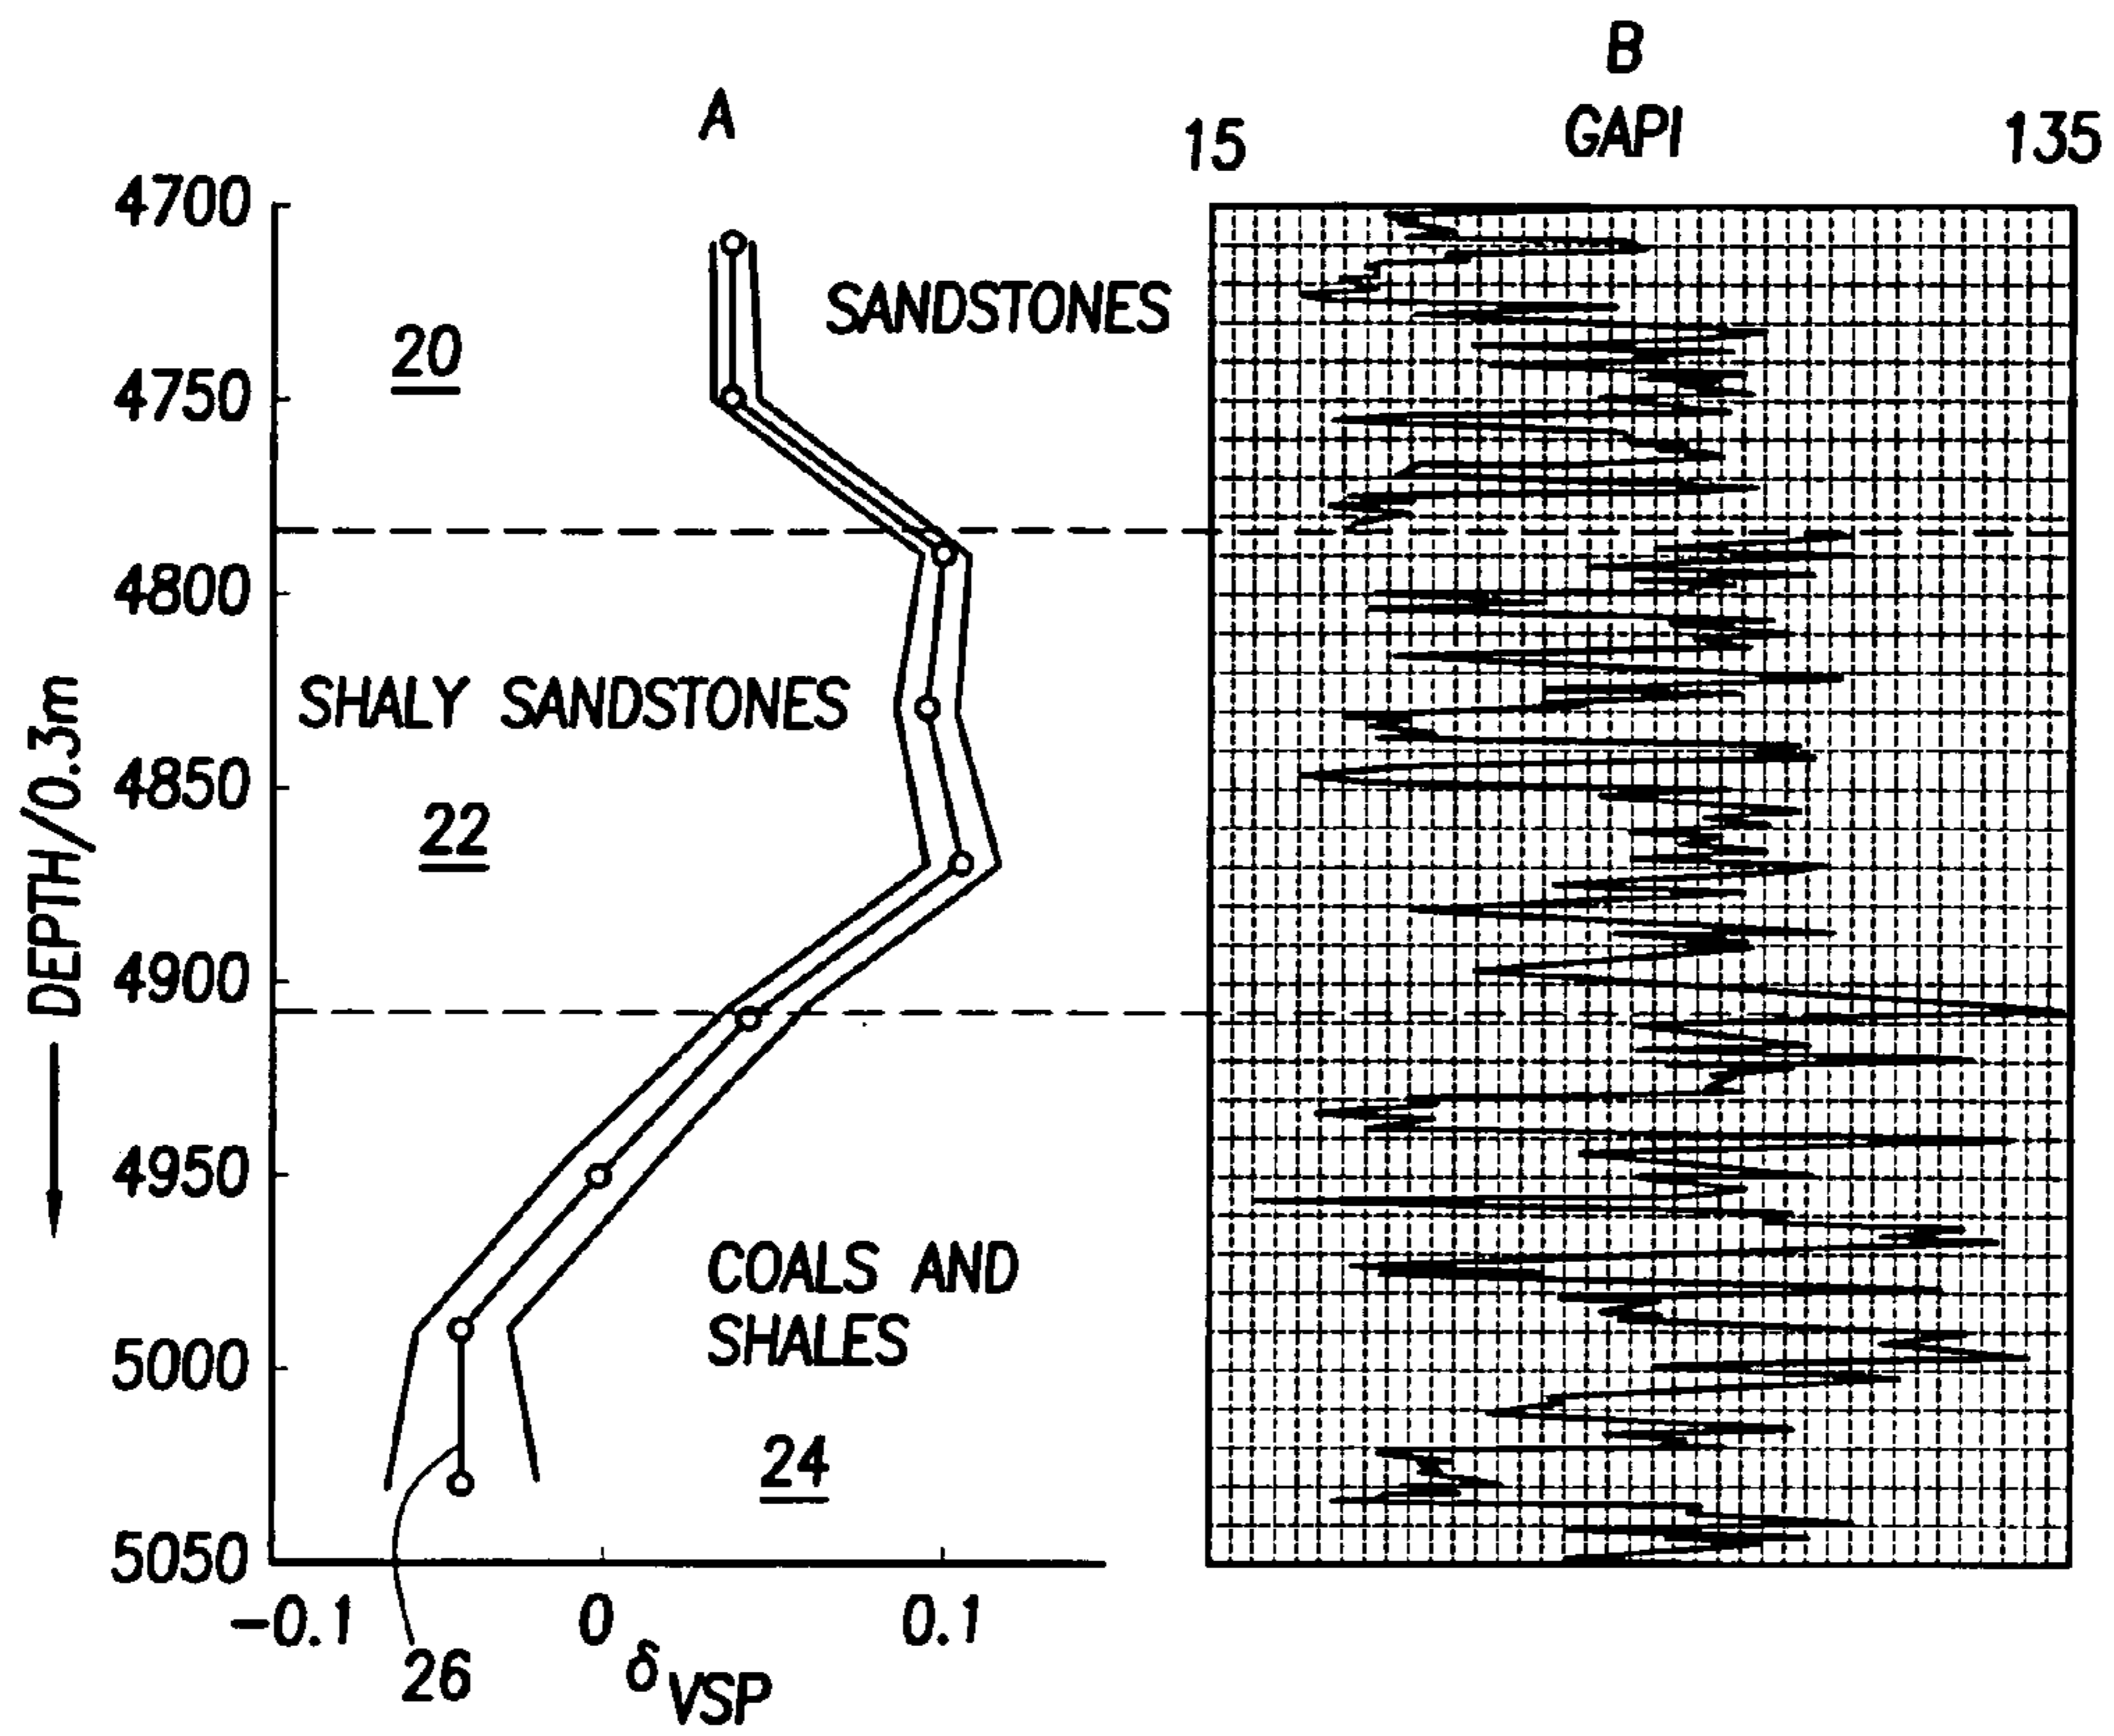 B
A
15 GAPI 135
4700
SANDSTONES
20
4750
4800
SHALY SANDSTONES
4850
22
DEPTH/0.3m
4900
4950
COALS AND
SHALES
5000
24
5050
-0.1 0 0.1
26 δVSP